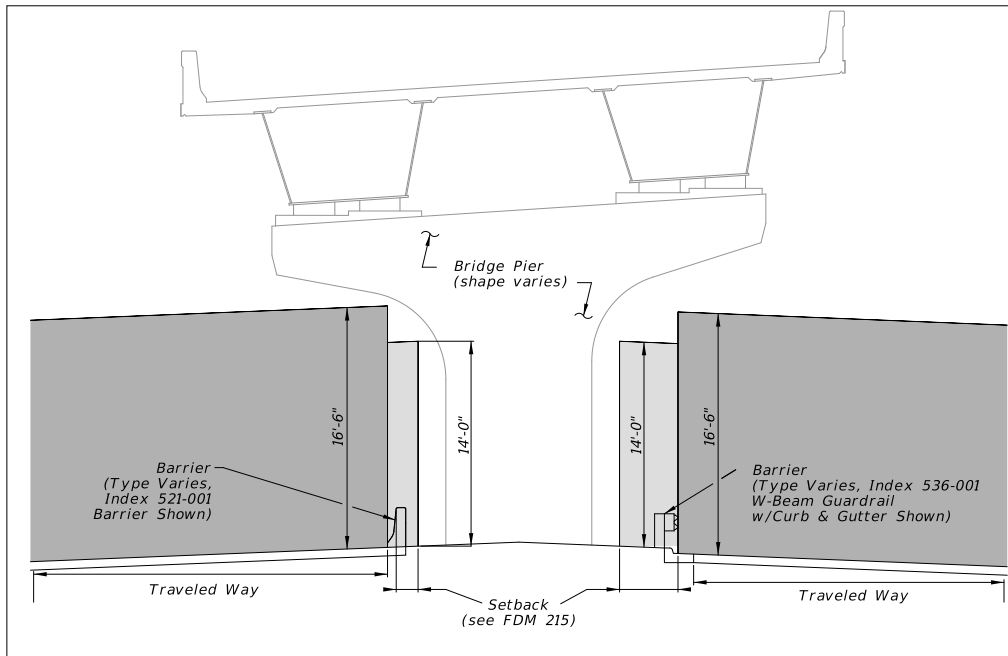 Bridge Pier
(shape varies)
16'-6"
14'-0"
14'-0"
16'-6"
Barrier
(Type Varies,
Index 521-001
Barrier Shown)
Barrier
(Type Varies, Index 536-001
W-Beam Guardrail
w/Curb & Gutter Shown)
Traveled Way
Setback
(see FDM 215)
Traveled Way